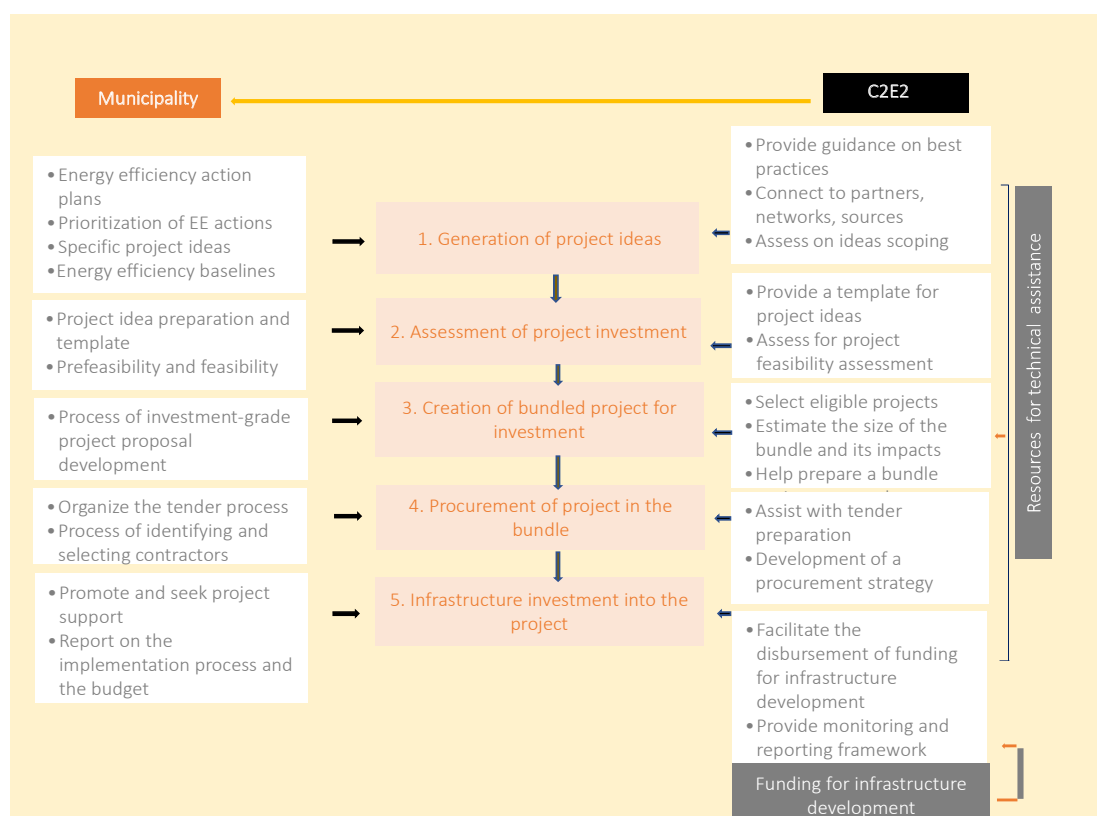 Municipality
C2E2
• Energy efficiency action
plans
• Prioritization of EE actions
• Specific project ideas
• Energy efficiency baselines
1. Generation of project ideas
• Provide guidance on best
practices
• Connect to partners,
networks, sources
• Assess on ideas scoping
• Project idea preparation and
template
• Prefeasibility and feasibility
2. Assessment of project investment
• Provide a template for
project ideas
• Assess for project
feasibility assessment
• Process of investment-grade
project proposal
development
3. Creation of bundled project for
investment
• Select eligible projects
• Estimate the size of the
bundle and its impacts
• Help prepare a bundle
• Organize the tender process
• Process of identifying and
selecting contractors
4. Procurement of project in the
bundle
• Assist with tender
preparation
• Development of a
procurement strategy
• Promote and seek project
support
• Report on the
implementation process and
the budget
5. Infrastructure investment into the
project
• Facilitate the
disbursement of funding
for infrastructure
development
• Provide monitoring and
reporting framework
Funding for infrastructure
development
Resources for technical assistance